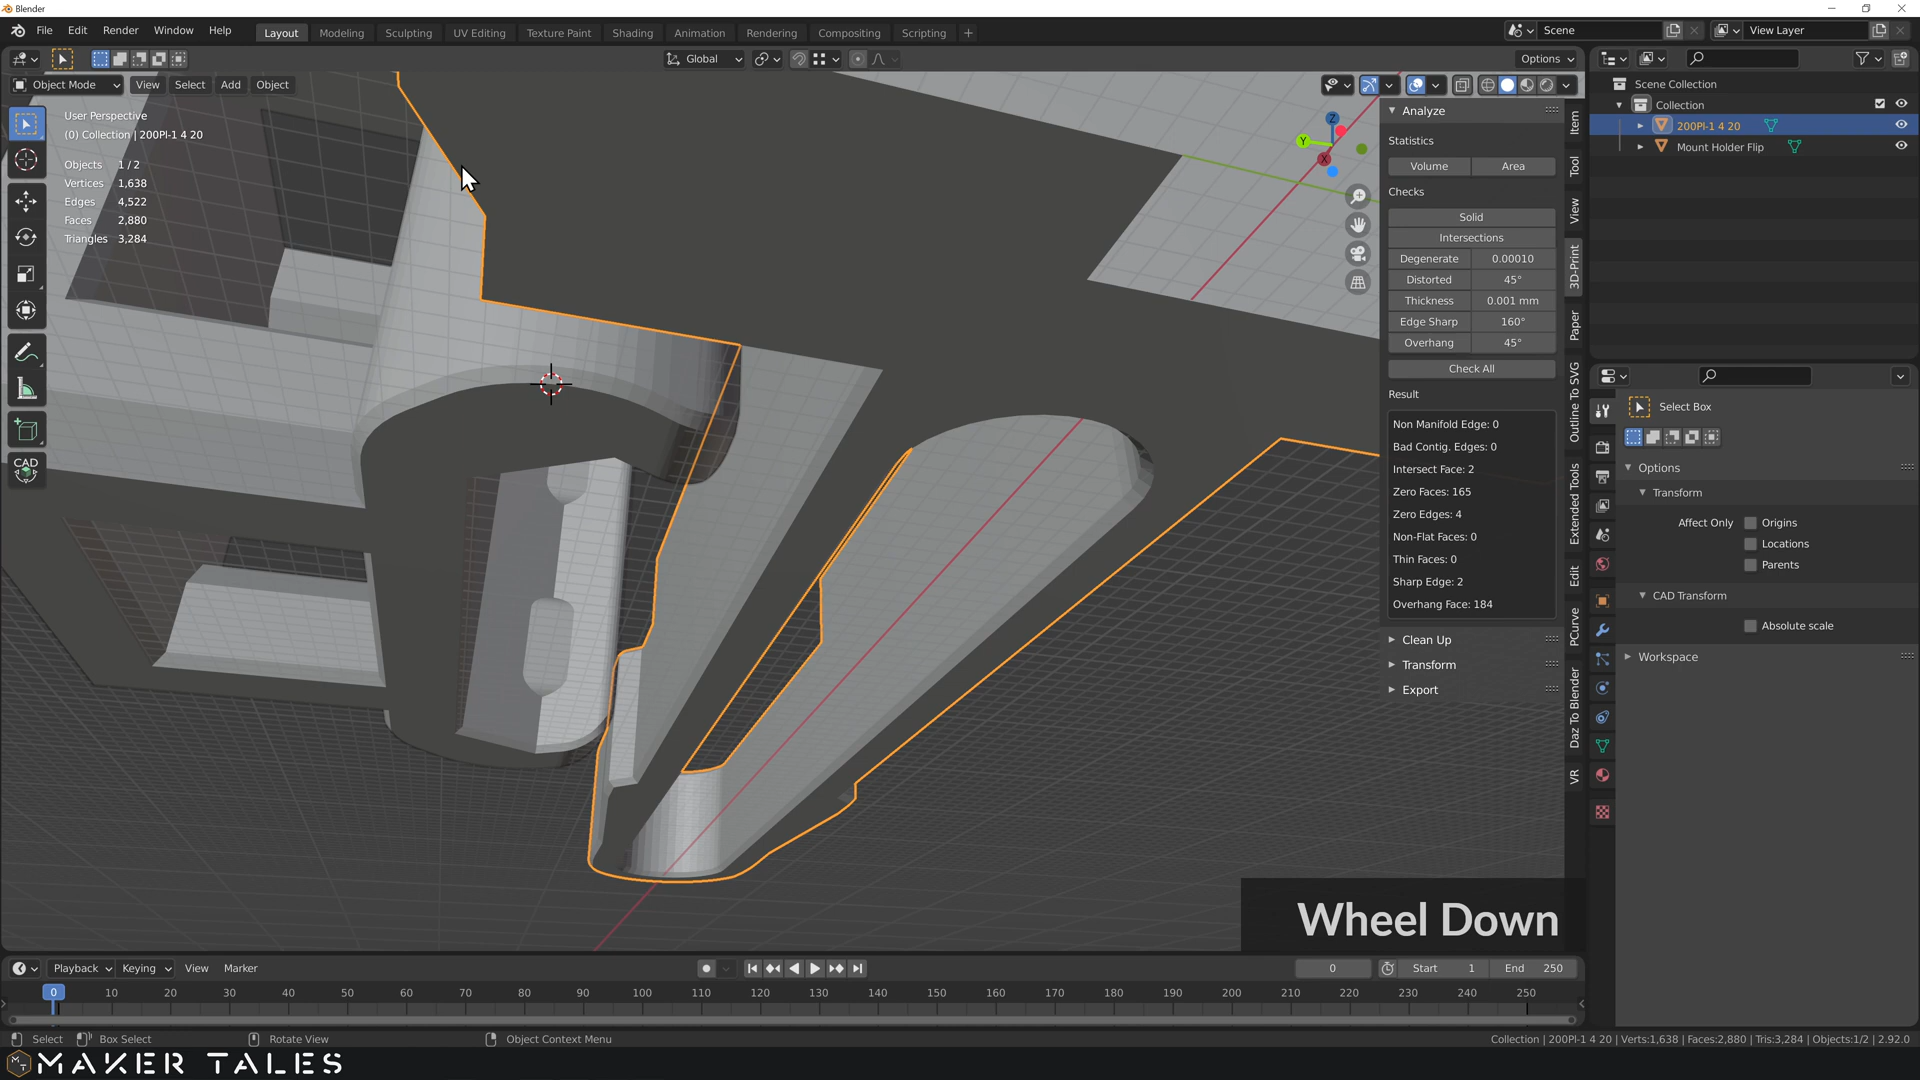 Blender
File Edit Render Window Help
Layout Modeling Sculpting UV Editing Texture Paint Shading Animation Rendering Compositing Scripting +
Scene
View Layer
Global
Options
Object Mode View Select Add Object
User Perspective
(0) Collection | 200Pl-1 4 20
Objects 1 / 2
Vertices 1,638
Edges 4,522
Faces 2,880
Triangles 3,284
CAD
Z
Y
X
Analyze
Statistics
Volume Area
Checks
Solid
Intersections
Degenerate 0.00010
Distorted 45°
Thickness 0.001 mm
Edge Sharp 160°
Overhang 45°
Check All
Result
Non Manifold Edge: 0
Bad Contig. Edges: 0
Intersect Face: 2
Zero Faces: 165
Zero Edges: 4
Non-Flat Faces: 0
Thin Faces: 0
Sharp Edge: 2
Overhang Face: 184
Clean Up
Transform
Export
Item
Tool
View
3D-Print
Paper
Outline To SVG
Extended Tools
Edit
PCurve
Daz To Blender
VR
Scene Collection
Collection
200Pl-1 4 20
Mount Holder Flip
Select Box
Options
Transform
Affect Only Origins
Locations
Parents
CAD Transform
Absolute scale
Workspace
Wheel Down
Playback Keying View Marker
0 Start 1 End 250
0 10 20 30 40 50 60 70 80 90 100 110 120 130 140 150 160 170 180 190 200 210 220 230 240 250
Select Box Select Rotate View Object Context Menu
Collection | 200Pl-1 4 20 | Verts:1,638 | Faces:2,880 | Tris:3,284 | Objects:1/2 | 2.92.0
MAKER TALES